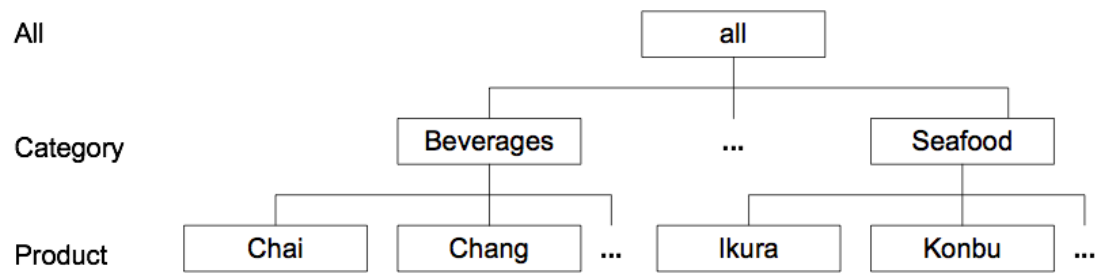 All
all
Category
Beverages
...
Seafood
Product
Chai
Chang
...
Ikura
Konbu
...